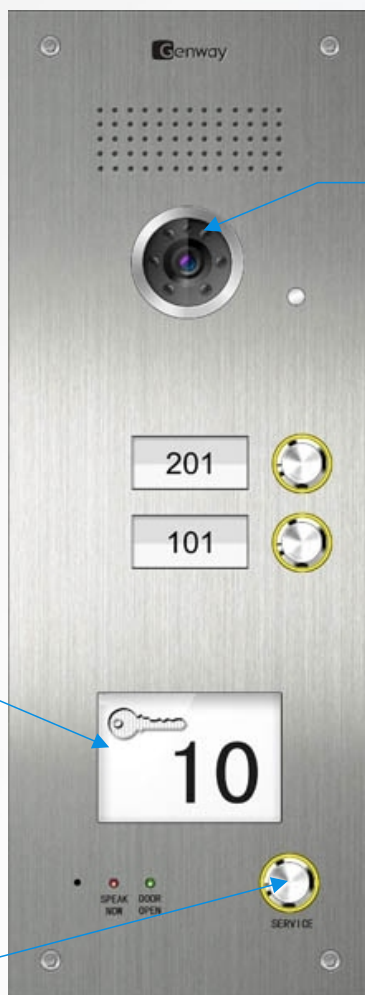 Genway
201
101
10
SPEAK NOW
DOOR OPEN
SERVICE